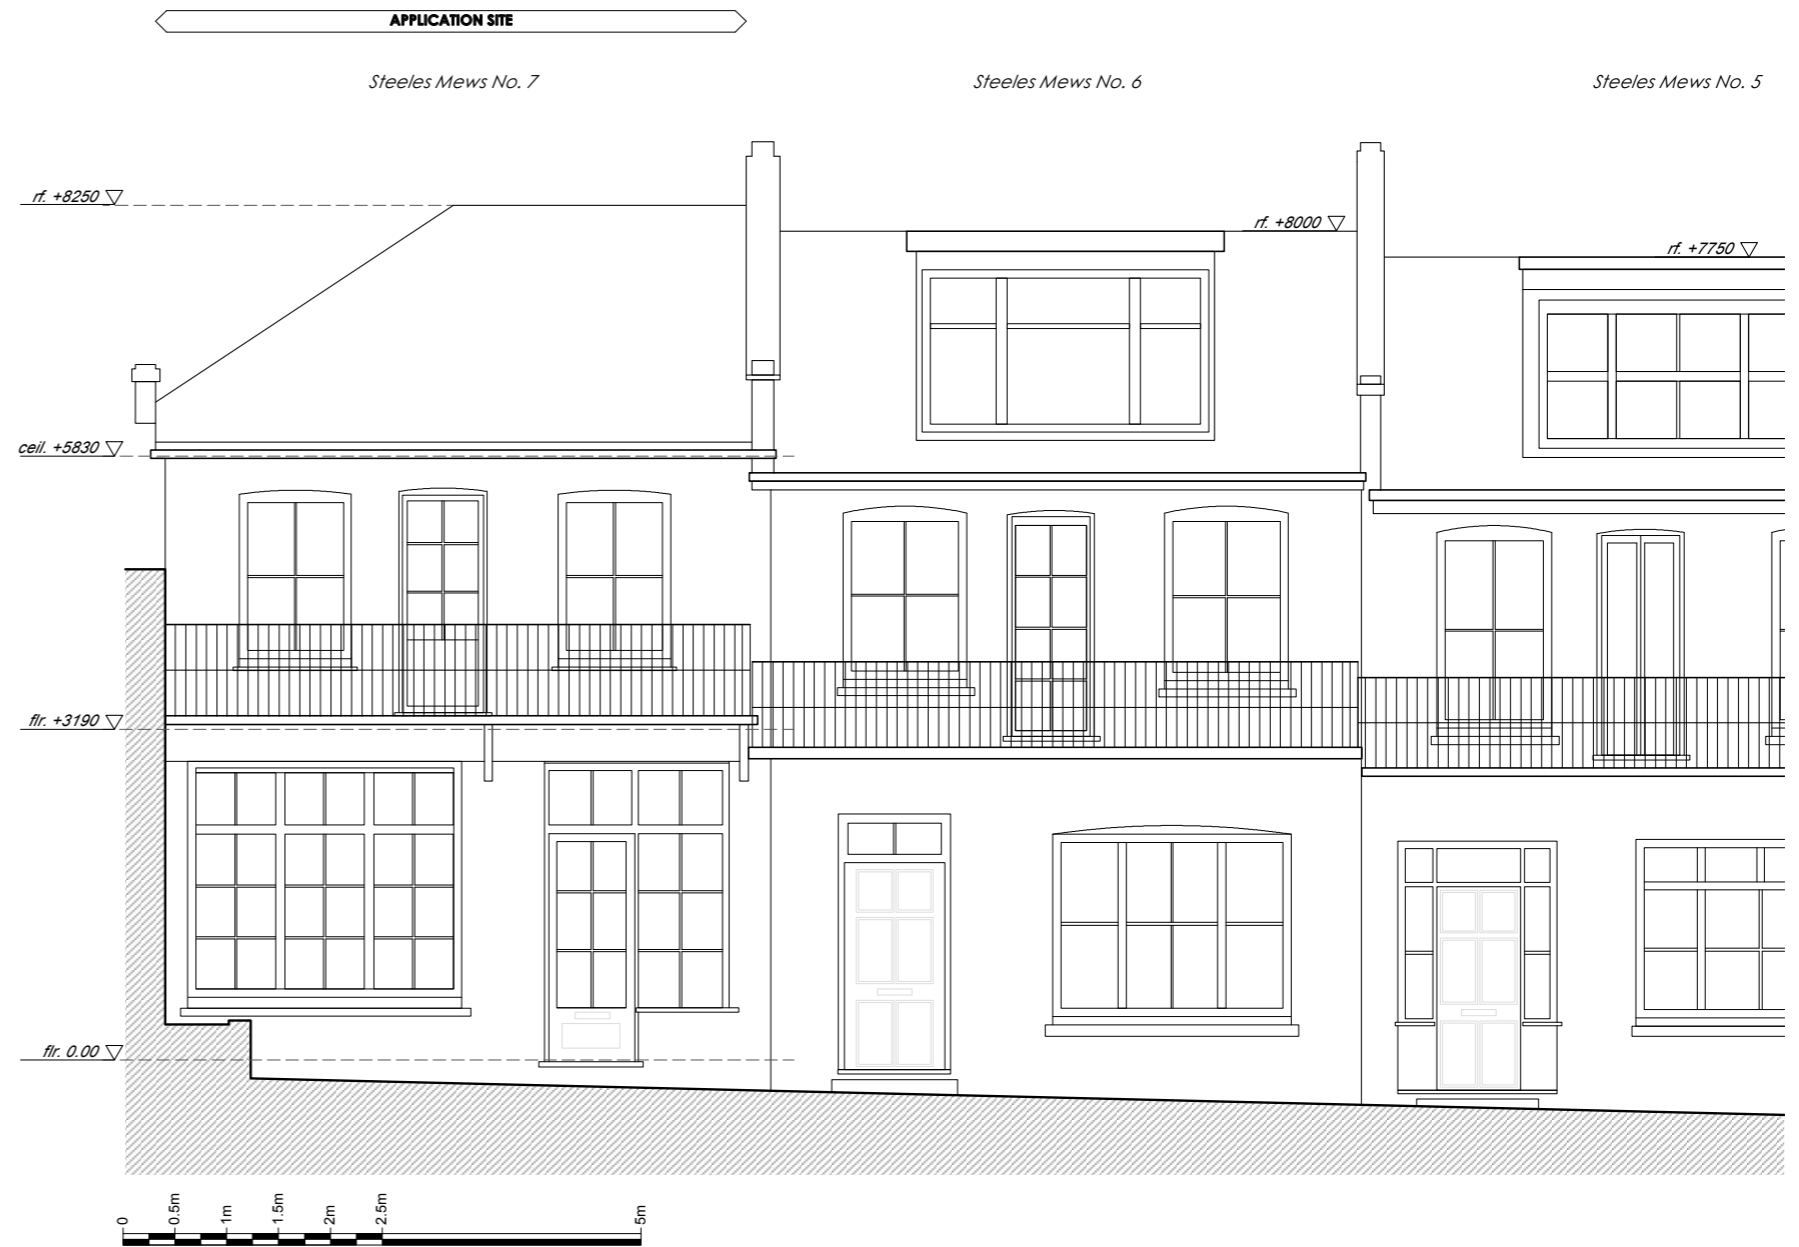 APPLICATION SITE
Steeles Mews No. 7
Steeles Mews No. 6
Steeles Mews No. 5
rf. +8250
rf. +8000
rf. +7750
ceil. +5830
flr. +3190
flr. 0.00
0
0.5m
1m
1.5m
2m
2.5m
5m